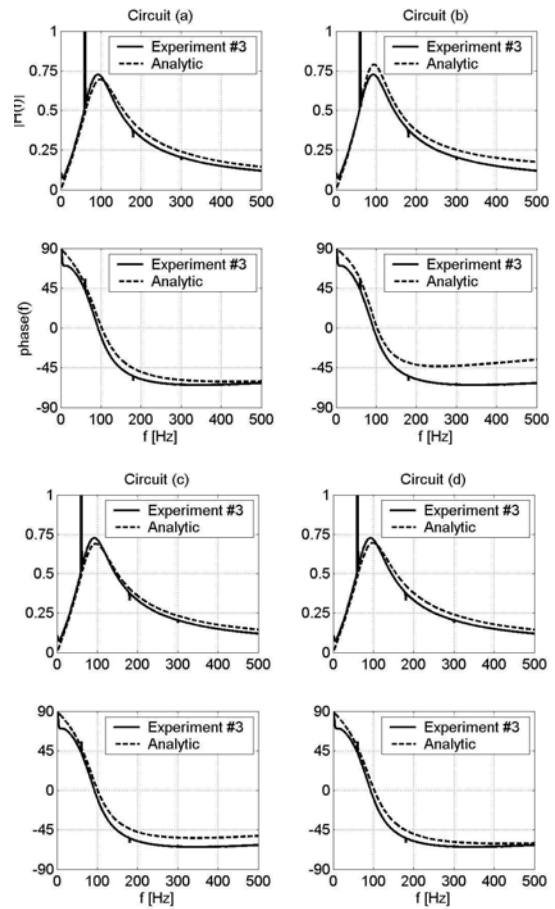 Circuit (a)
Circuit (b)
|H(f)|
1
0.75
0.5
0.25
0
Experiment #3
Analytic
0 100 200 300 400 500
1
0.75
0.5
0.25
0
Experiment #3
Analytic
0 100 200 300 400 500
phase(f)
90
45
0
-45
-90
Experiment #3
Analytic
0 100 200 300 400 500
f [Hz]
90
45
0
-45
-90
Experiment #3
Analytic
0 100 200 300 400 500
f [Hz]
Circuit (c)
Circuit (d)
1
0.75
0.5
0.25
0
Experiment #3
Analytic
0 100 200 300 400 500
1
0.75
0.5
0.25
0
Experiment #3
Analytic
0 100 200 300 400 500
90
45
0
-45
-90
Experiment #3
Analytic
0 100 200 300 400 500
f [Hz]
90
45
0
-45
-90
Experiment #3
Analytic
0 100 200 300 400 500
f [Hz]